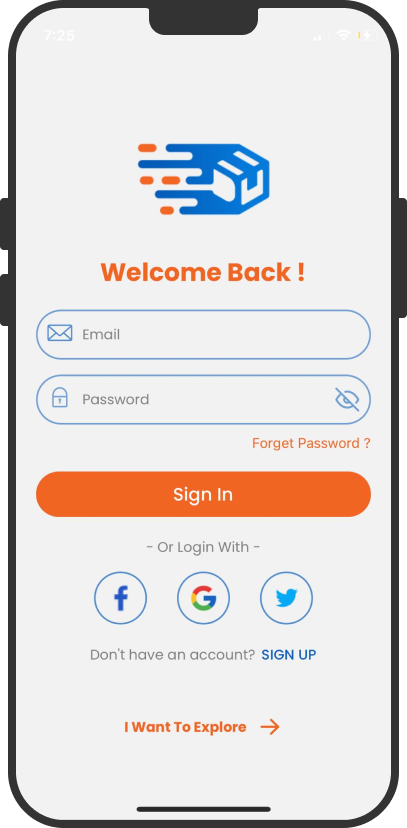 7:25
Welcome Back !
Email
Password
Forget Password ?
Sign In
- Or Login With -
Don't have an account? SIGN UP
I Want To Explore